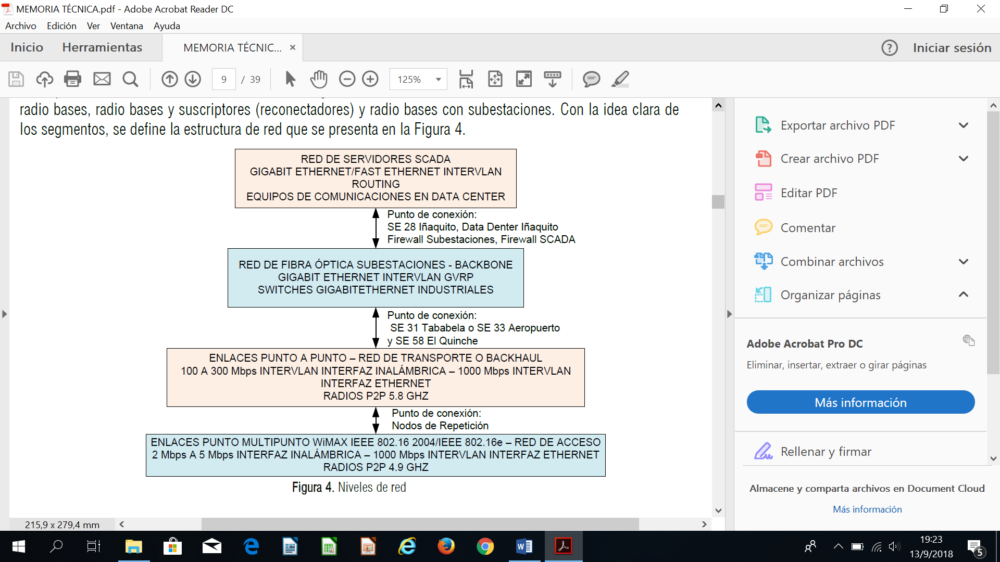 MEMORIA TÉCNICA.pdf - Adobe Acrobat Reader DC
Archivo Edición Ver Ventana Ayuda
Inicio Herramientas MEMORIA TÉCNIC... × ? Iniciar sesión
9 / 39 125%
radio bases, radio bases y suscriptores (reconectadores) y radio bases con subestaciones. Con la idea clara de
los segmentos, se define la estructura de red que se presenta en la Figura 4.
RED DE SERVIDORES SCADA
GIGABIT ETHERNET/FAST ETHERNET INTERVLAN
ROUTING
EQUIPOS DE COMUNICACIONES EN DATA CENTER
Punto de conexión:
SE 28 Iñaquito, Data Denter Iñaquito
Firewall Subestaciones, Firewall SCADA
RED DE FIBRA ÓPTICA SUBESTACIONES - BACKBONE
GIGABIT ETHERNET INTERVLAN GVRP
SWITCHES GIGABITETHERNET INDUSTRIALES
Punto de conexión:
SE 31 Tababela o SE 33 Aeropuerto
y SE 58 El Quinche
ENLACES PUNTO A PUNTO – RED DE TRANSPORTE O BACKHAUL
100 A 300 Mbps INTERVLAN INTERFAZ INALÁMBRICA – 1000 Mbps INTERVLAN
INTERFAZ ETHERNET
RADIOS P2P 5.8 GHZ
Punto de conexión:
Nodos de Repetición
ENLACES PUNTO MULTIPUNTO WiMAX IEEE 802.16 2004/IEEE 802.16e – RED DE ACCESO
2 Mbps A 5 Mbps INTERFAZ INALÁMBRICA – 1000 Mbps INTERVLAN INTERFAZ ETHERNET
RADIOS P2P 4.9 GHZ
Figura 4. Niveles de red
215,9 x 279,4 mm
Exportar archivo PDF
Crear archivo PDF
Editar PDF
Comentar
Combinar archivos
Organizar páginas
Adobe Acrobat Pro DC
Eliminar, insertar, extraer o girar páginas
Más información
Rellenar y firmar
Almacene y comparta archivos en Document Cloud
Más información
19:23
13/9/2018
5